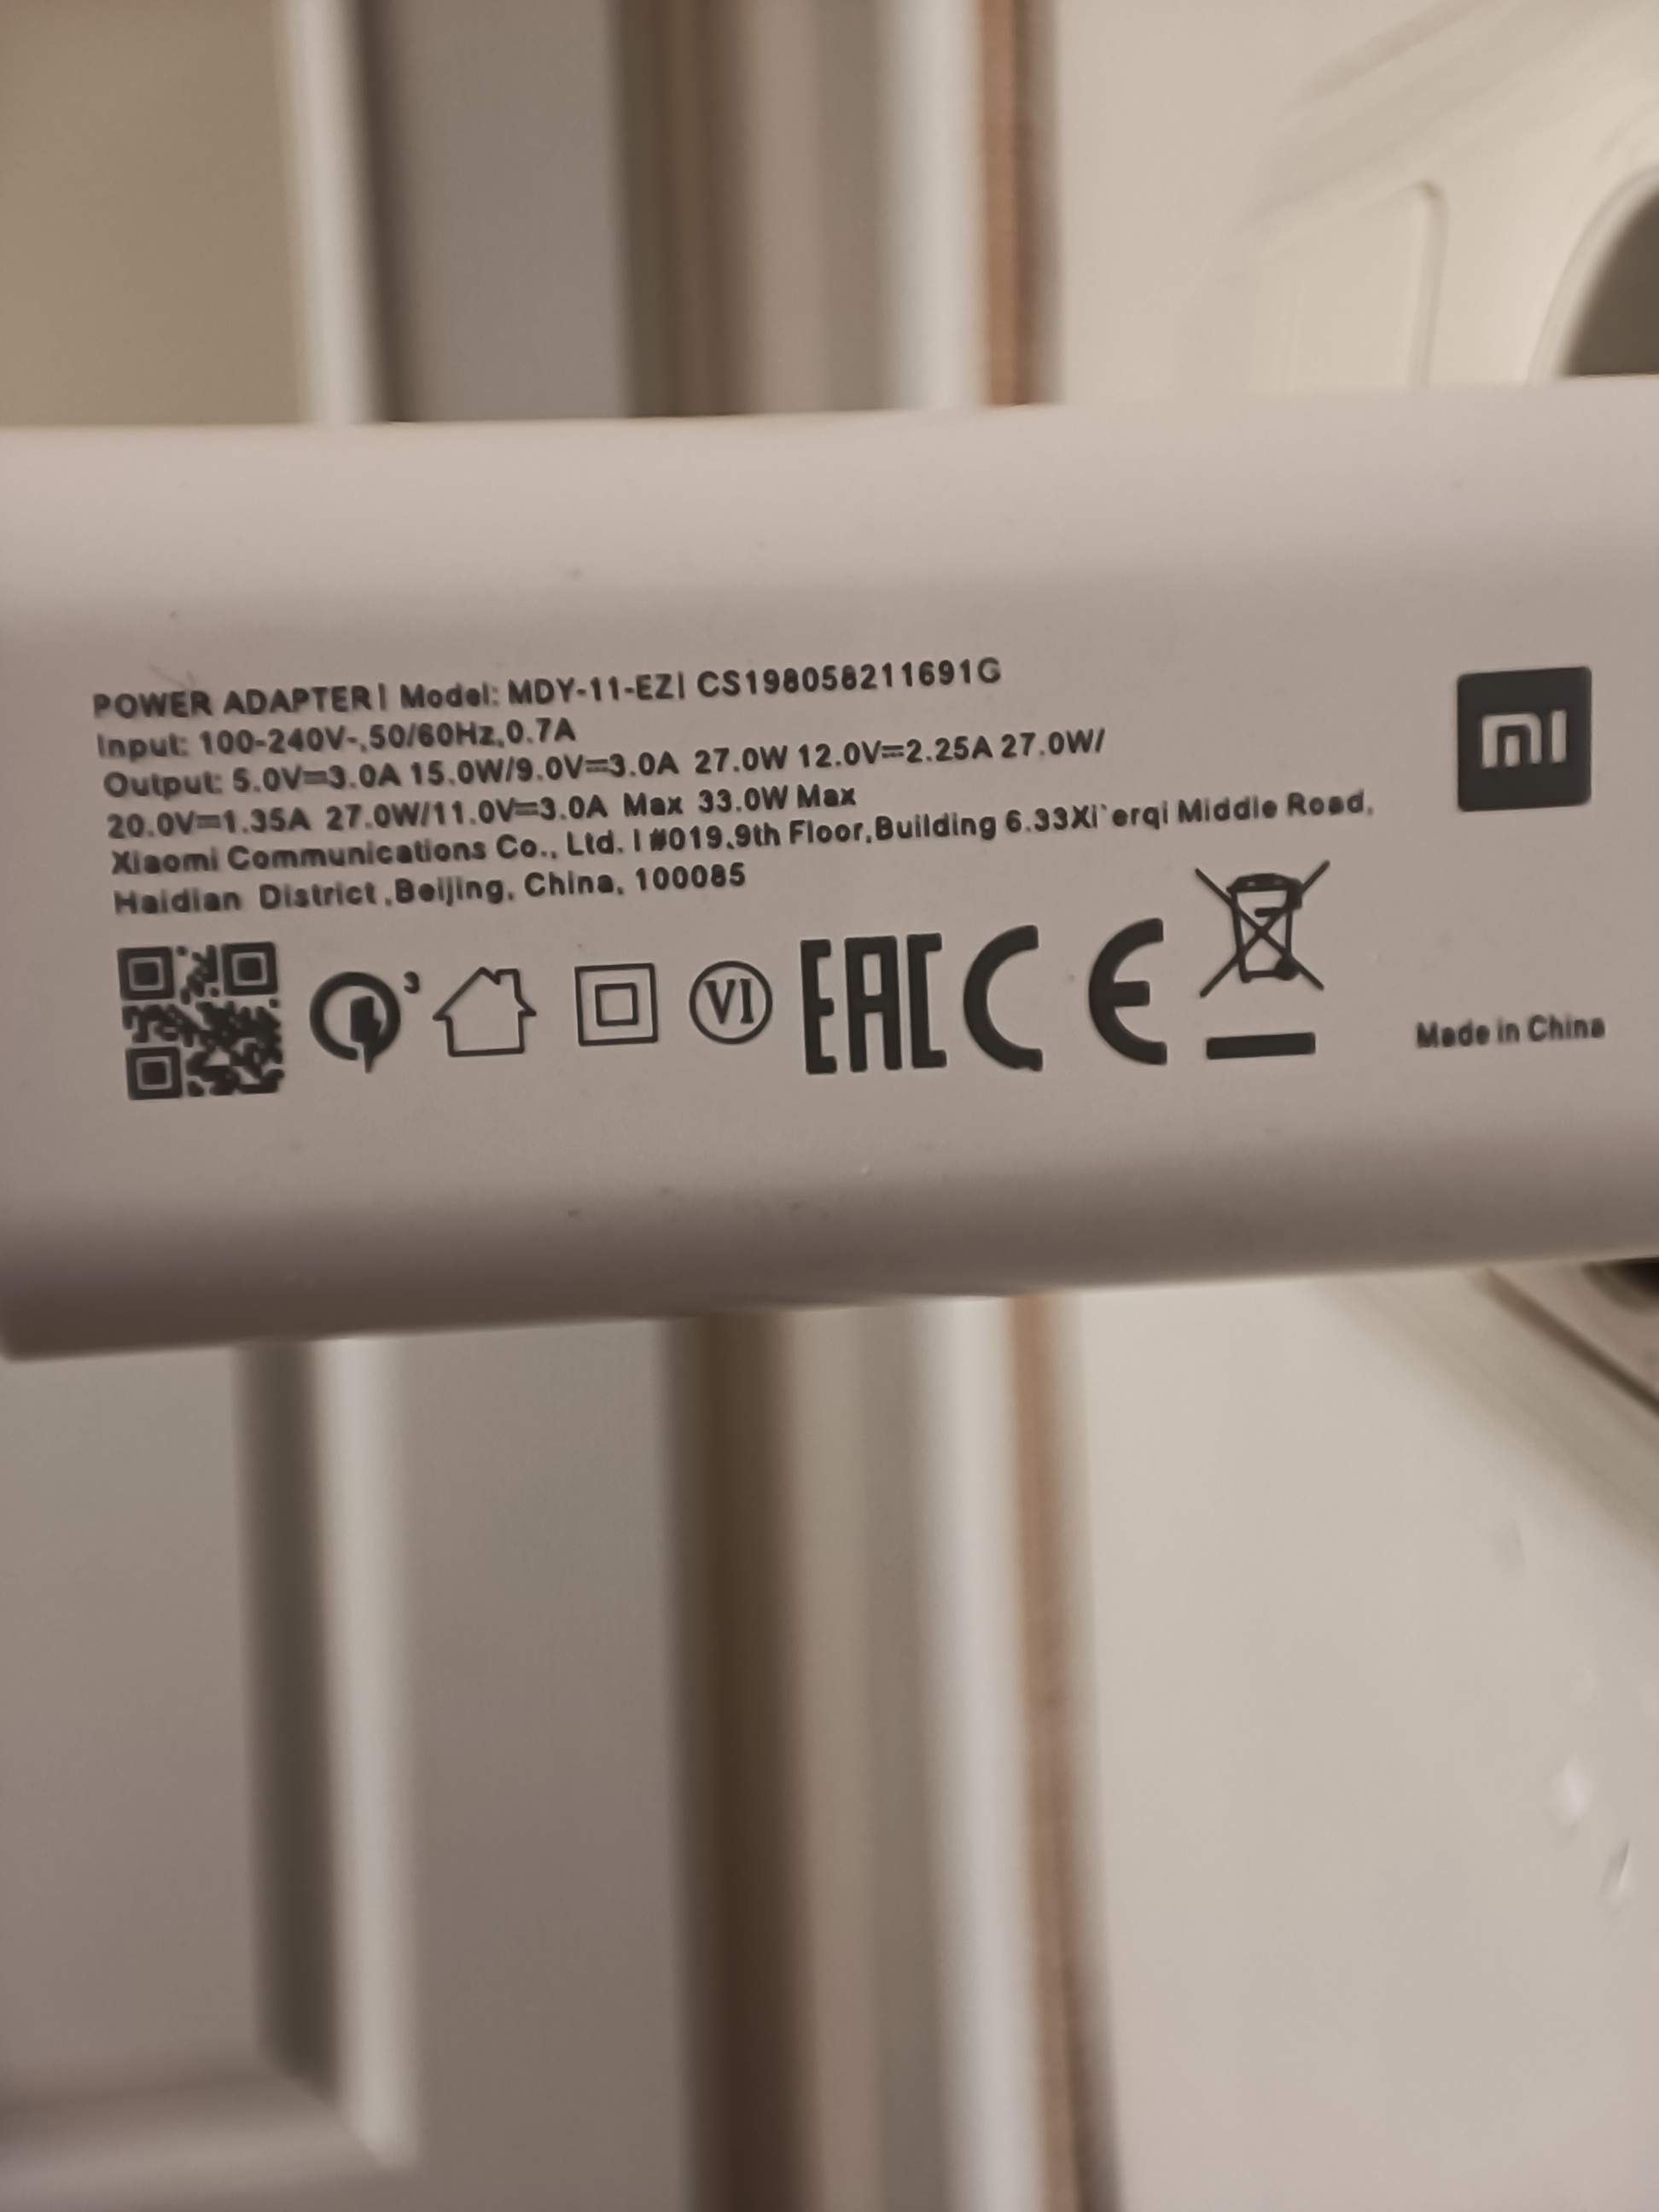 POWER ADAPTER| Model: MDY-11-EZ| CS198058211691G
Input: 100-240V~,50/60Hz,0.7A
Output: 5.0V⎓3.0A 15.0W/9.0V⎓3.0A 27.0W 12.0V⎓2.25A 27.0W/
20.0V⎓1.35A 27.0W/11.0V⎓3.0A Max 33.0W Max
Xiaomi Communications Co., Ltd. | #019,9th Floor,Building 6.33Xi`erqi Middle Road,
Haidian District ,Beijing, China, 100085
mi
3
VI
EAC
CE
Made in China